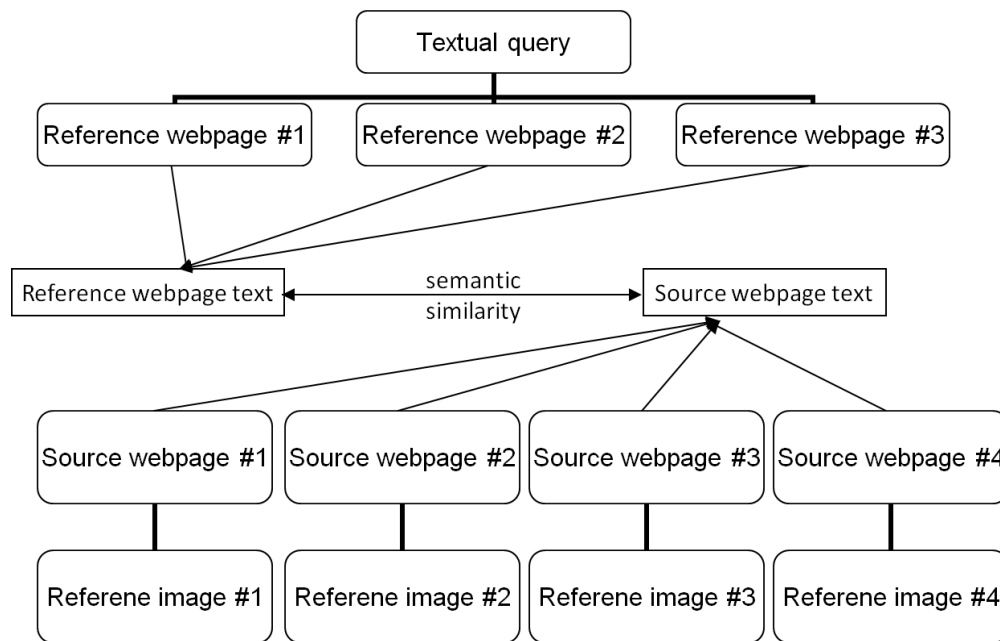 Textual query
Reference webpage #1
Reference webpage #2
Reference webpage #3
Reference webpage text
semantic
similarity
Source webpage text
Source webpage #1
Source webpage #2
Source webpage #3
Source webpage #4
Referene image #1
Referene image #2
Referene image #3
Referene image #4